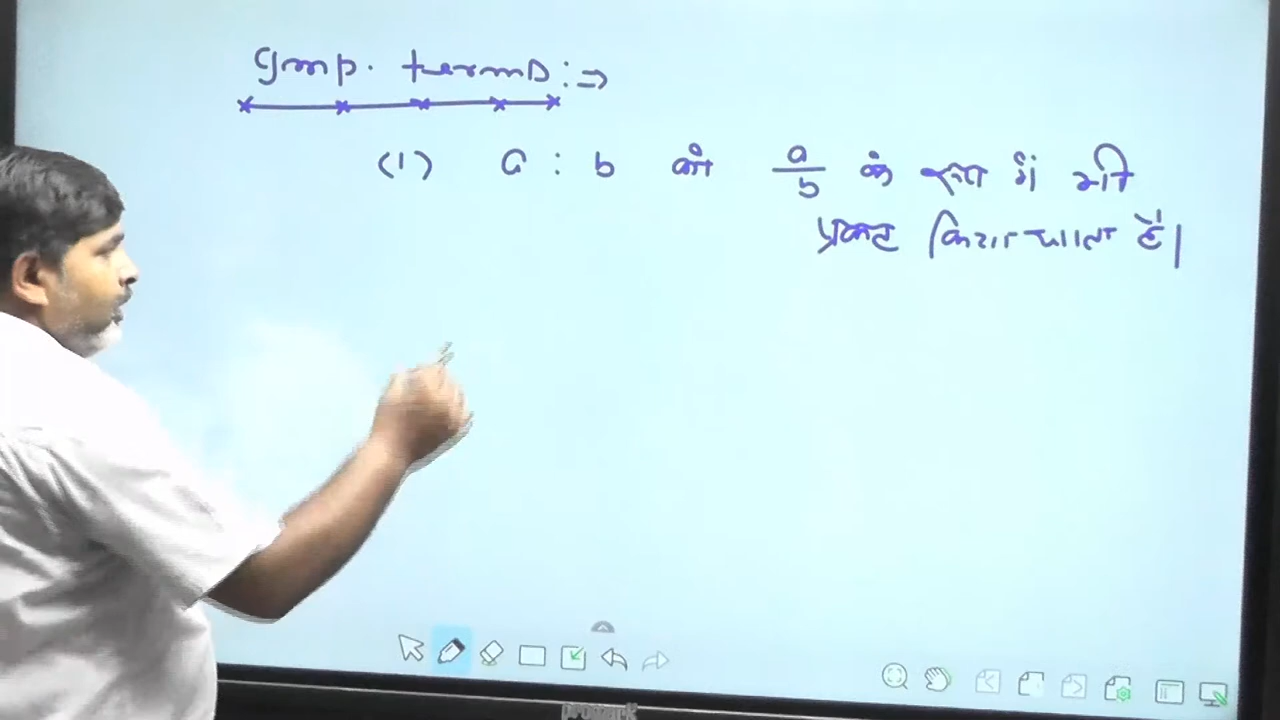 Imp. terms :⇒
(1) a : b को a/b के रूप में भी
प्रकट किया जाता है।